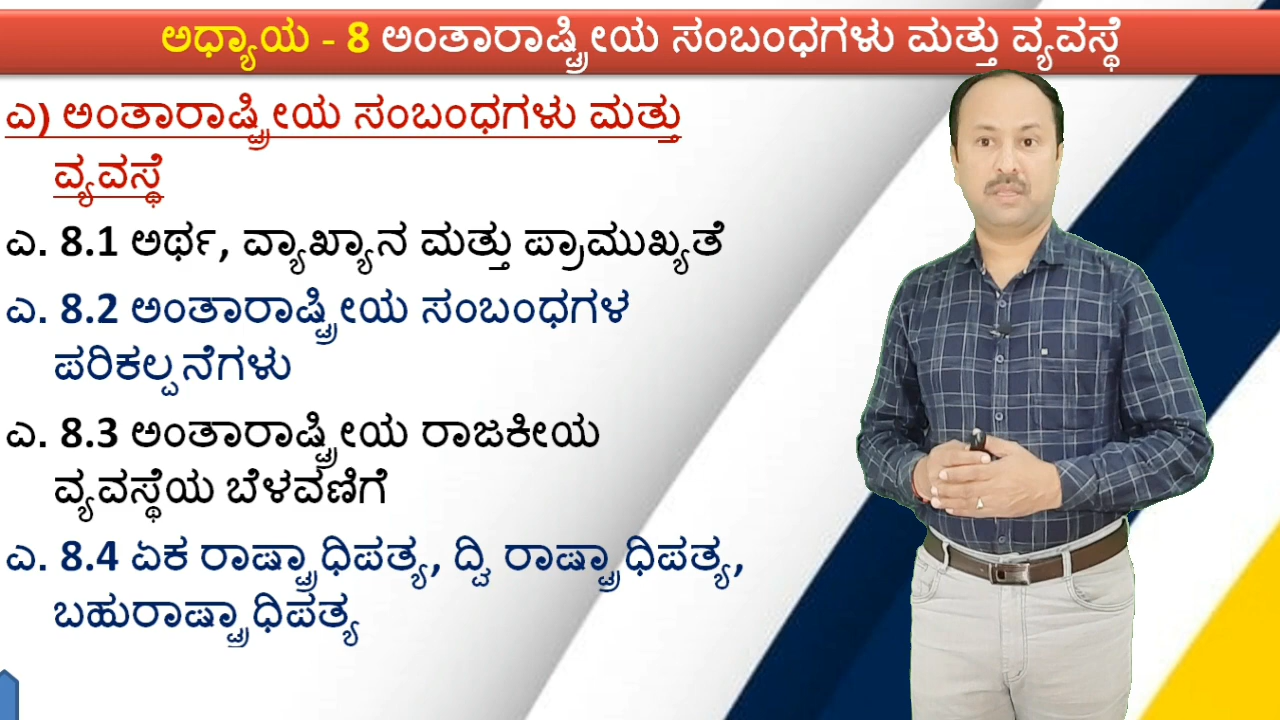 ಅಧ್ಯಾಯ - 8 ಅಂತಾರಾಷ್ಟ್ರೀಯ ಸಂಬಂಧಗಳು ಮತ್ತು ವ್ಯವಸ್ಥೆ
ಎ) ಅಂತಾರಾಷ್ಟ್ರೀಯ ಸಂಬಂಧಗಳು ಮತ್ತು
ವ್ಯವಸ್ಥೆ
ಎ. 8.1 ಅರ್ಥ, ವ್ಯಾಖ್ಯಾನ ಮತ್ತು ಪ್ರಾಮುಖ್ಯತೆ
ಎ. 8.2 ಅಂತಾರಾಷ್ಟ್ರೀಯ ಸಂಬಂಧಗಳ
ಪರಿಕಲ್ಪನೆಗಳು
ಎ. 8.3 ಅಂತಾರಾಷ್ಟ್ರೀಯ ರಾಜಕೀಯ
ವ್ಯವಸ್ಥೆಯ ಬೆಳವಣಿಗೆ
ಎ. 8.4 ಏಕ ರಾಷ್ಟ್ರಾಧಿಪತ್ಯ, ದ್ವಿ ರಾಷ್ಟ್ರಾಧಿಪತ್ಯ,
ಬಹುರಾಷ್ಟ್ರಾಧಿಪತ್ಯ